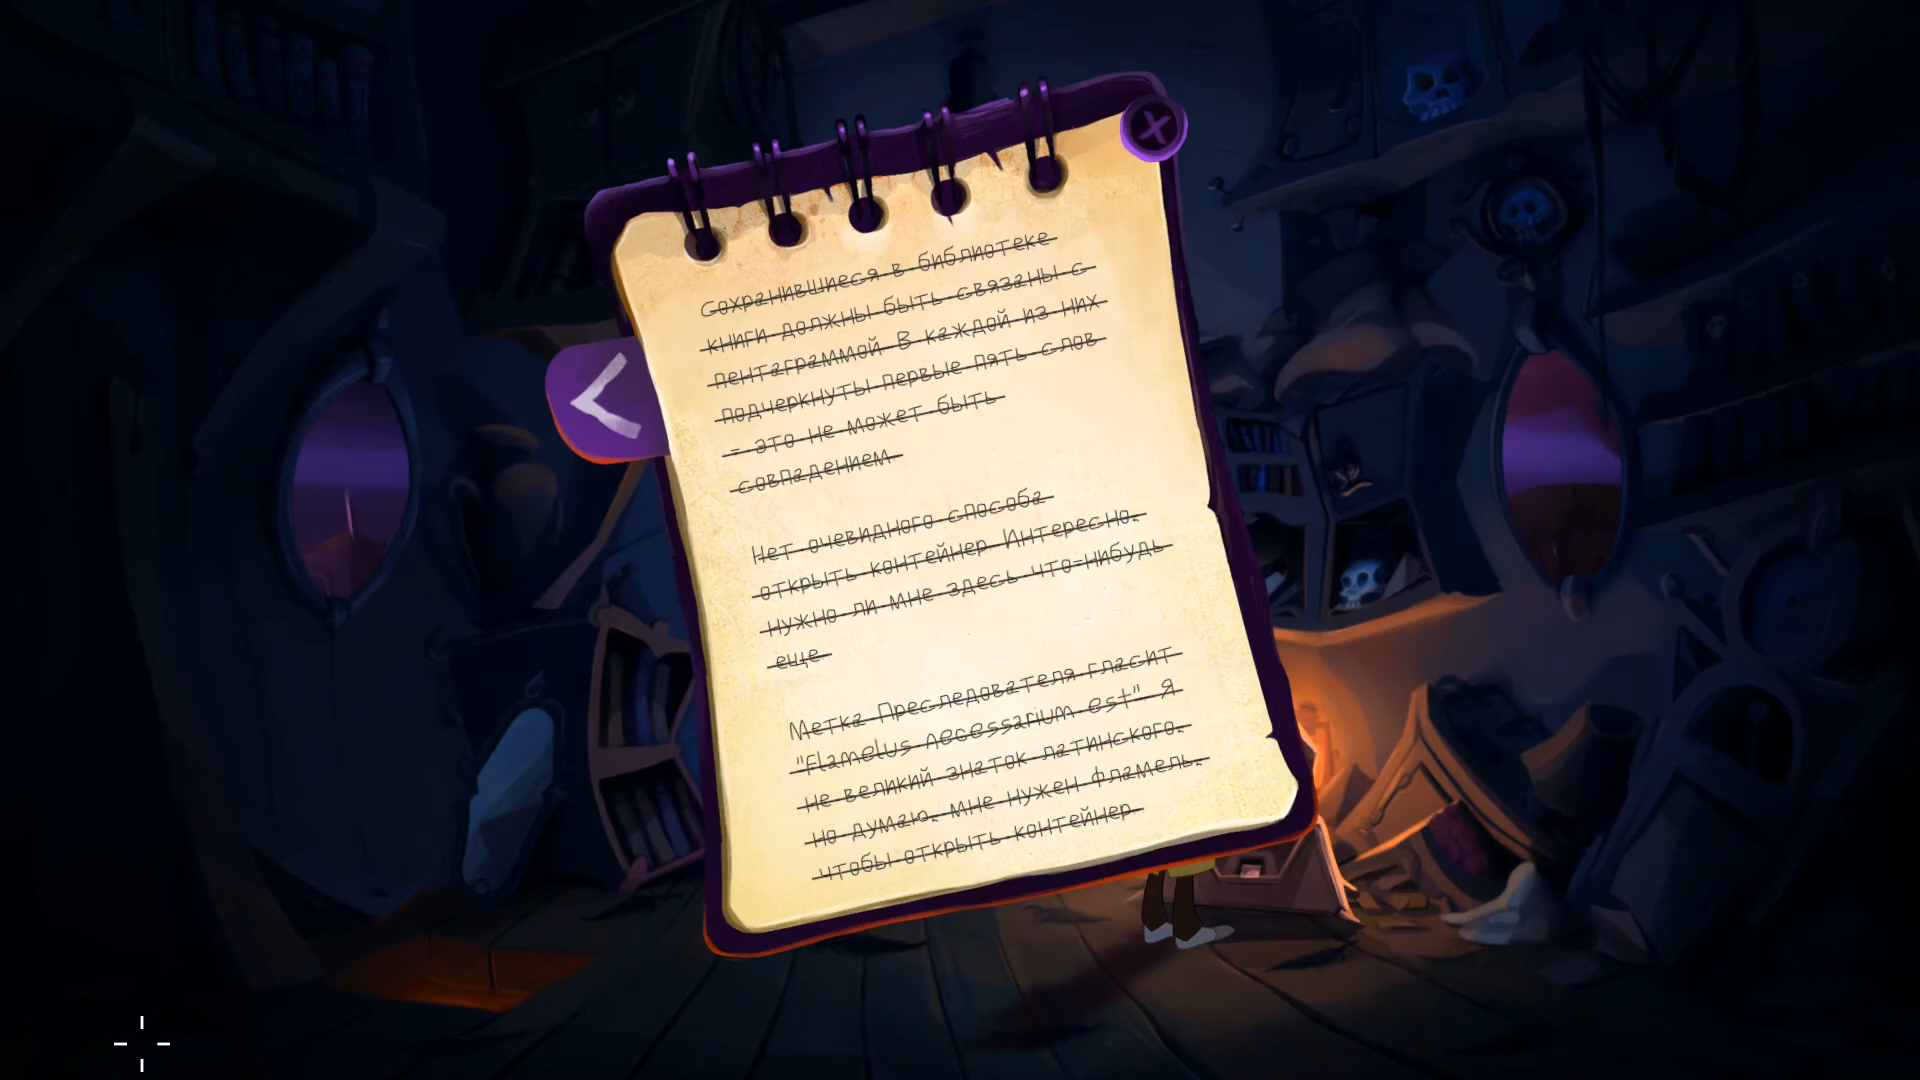 Сохранившиеся в библиотеке
книги должны быть связаны с
пентаграммой В каждой из них
подчеркнуты первые пять слов
- это не может быть
совпадением
Нет очевидного способа
открыть контейнер Интересно.
нужно ли мне здесь что-нибудь
еще
Метка Преследователя гласит
"Flamelus necessarium est" Я
не великий знаток латинского.
но думаю. мне нужен Фламель.
чтобы открыть контейнер